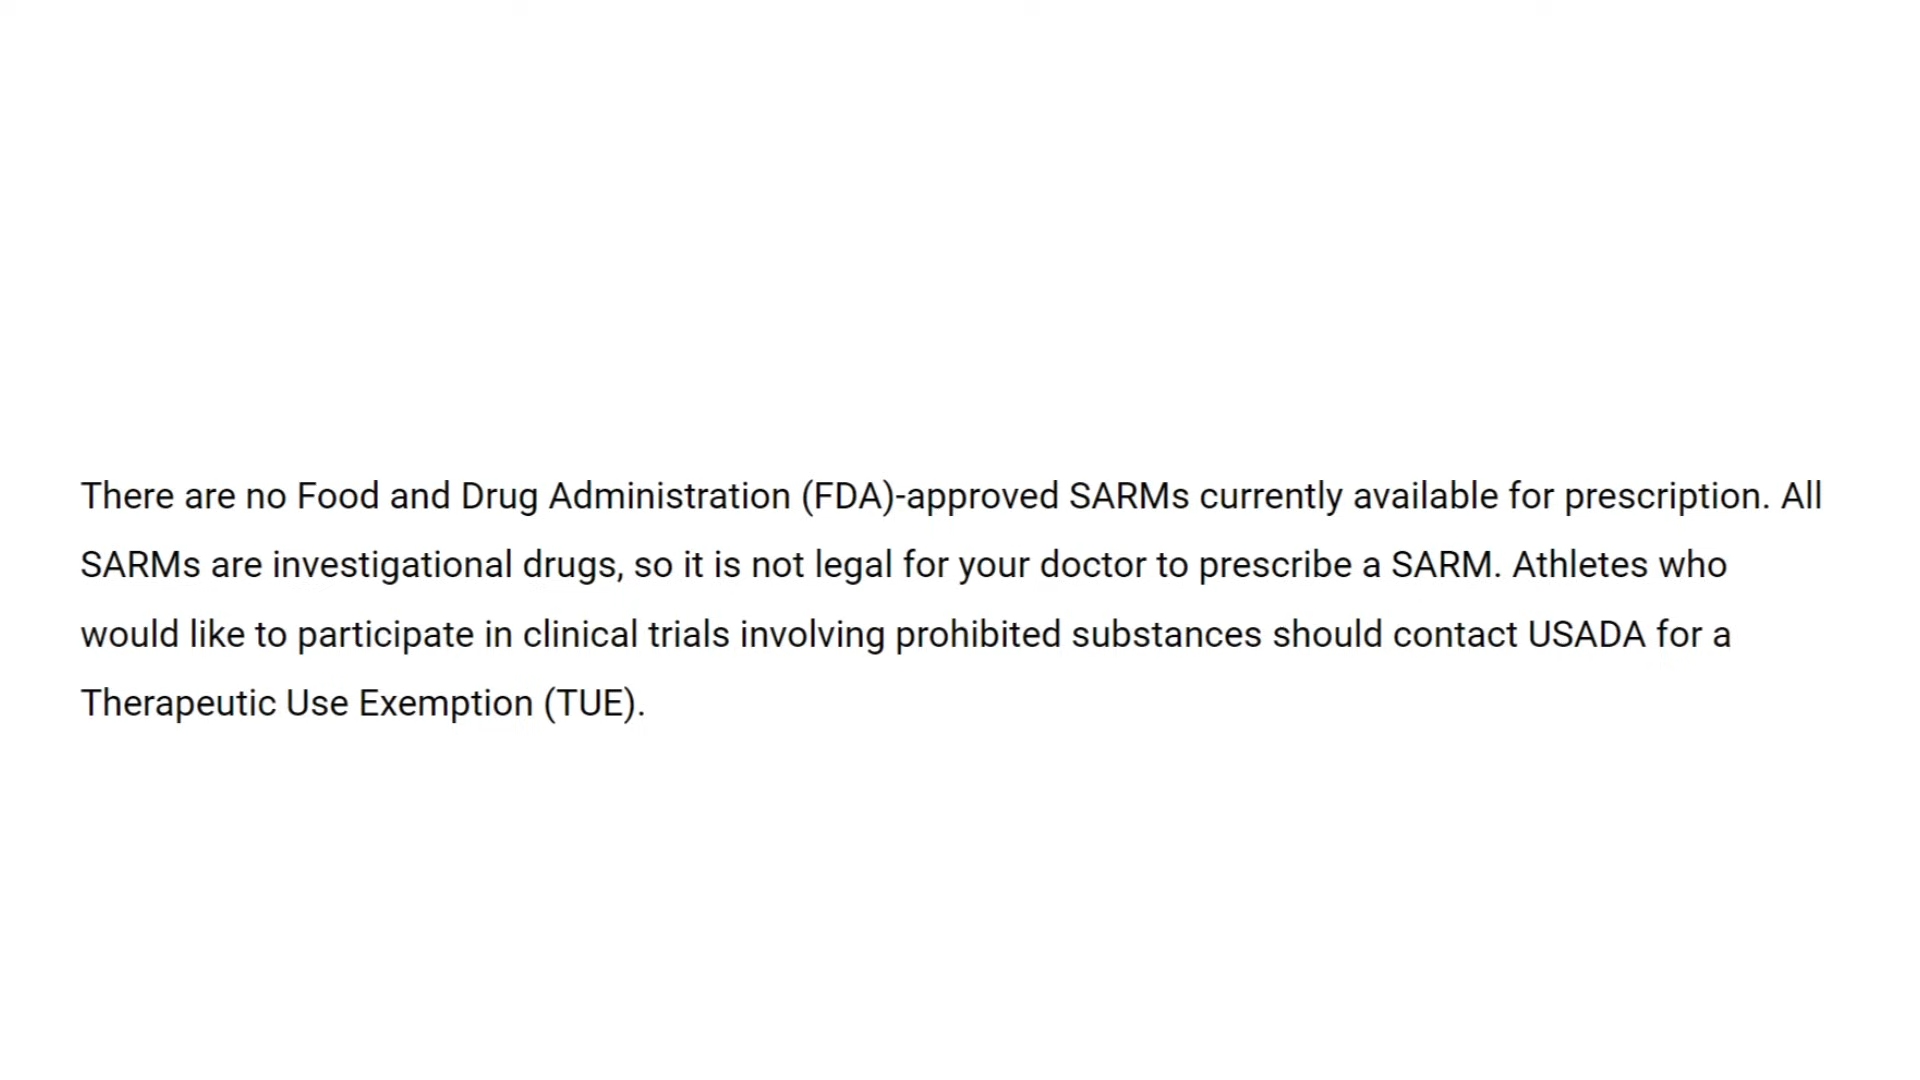 There are no Food and Drug Administration (FDA)-approved SARMs currently available for prescription. All
SARMs are investigational drugs, so it is not legal for your doctor to prescribe a SARM. Athletes who
would like to participate in clinical trials involving prohibited substances should contact USADA for a
Therapeutic Use Exemption (TUE).